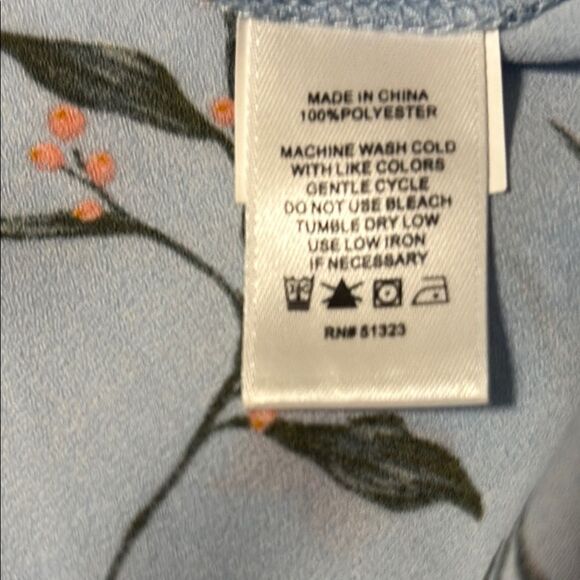 MADE IN CHINA
100%POLYESTER
MACHINE WASH COLD
WITH LIKE COLORS
GENTLE CYCLE
DO NOT USE BLEACH
TUMBLE DRY LOW
USE LOW IRON
IF NECESSARY
RN# 51323